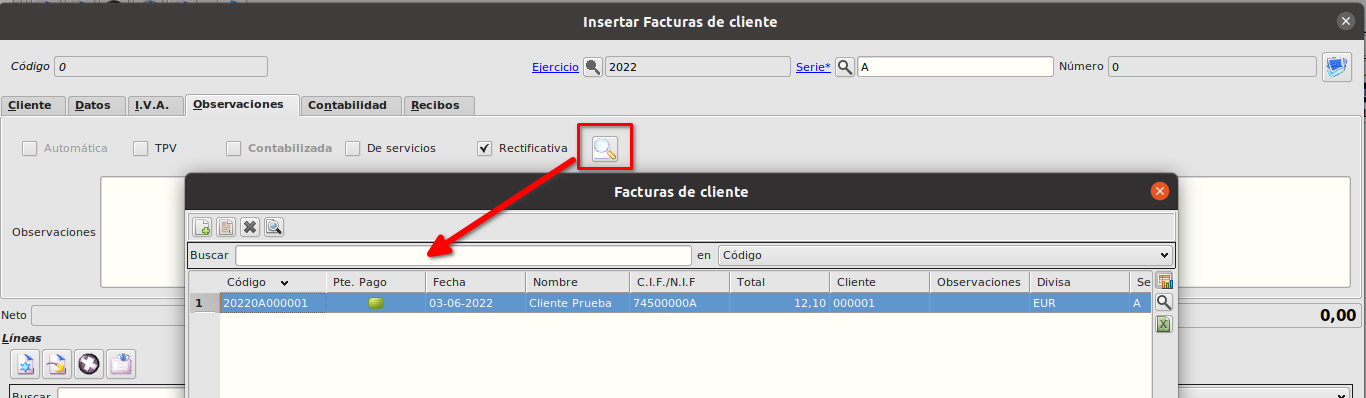 Insertar Facturas de cliente
Código 0 Ejercicio 2022 Serie* A Número 0
Cliente Datos I.V.A. Observaciones Contabilidad Recibos
Automática TPV Contabilizada De servicios Rectificativa
Facturas de cliente
Observaciones
Buscar en Código
Código Pte. Pago Fecha Nombre C.I.F./N.I.F Total Cliente Observaciones Divisa Se
1 20220A000001 03-06-2022 Cliente Prueba 74500000A 12,10 000001 EUR A
Neto 0,00
Líneas
Buscar